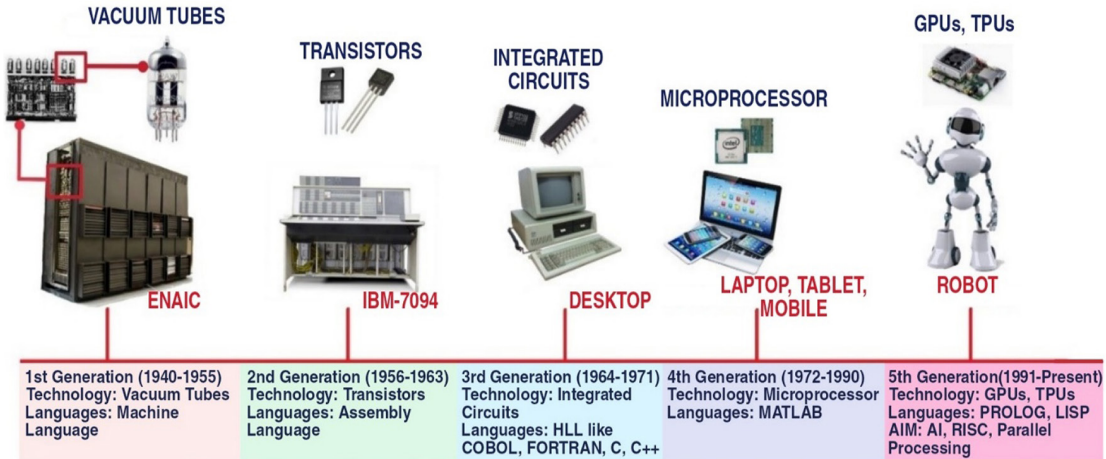 VACUUM TUBES
TRANSISTORS
INTEGRATED
CIRCUITS
MICROPROCESSOR
GPUs, TPUs
intel
ENAIC
IBM-7094
DESKTOP
LAPTOP, TABLET,
MOBILE
ROBOT
1st Generation (1940-1955)
Technology: Vacuum Tubes
Languages: Machine
Language
2nd Generation (1956-1963)
Technology: Transistors
Languages: Assembly
Language
3rd Generation (1964-1971)
Technology: Integrated
Circuits
Languages: HLL like
COBOL, FORTRAN, C, C++
4th Generation (1972-1990)
Technology: Microprocessor
Languages: MATLAB
5th Generation(1991-Present)
Technology: GPUs, TPUs
Languages: PROLOG, LISP
AIM: AI, RISC, Parallel
Processing